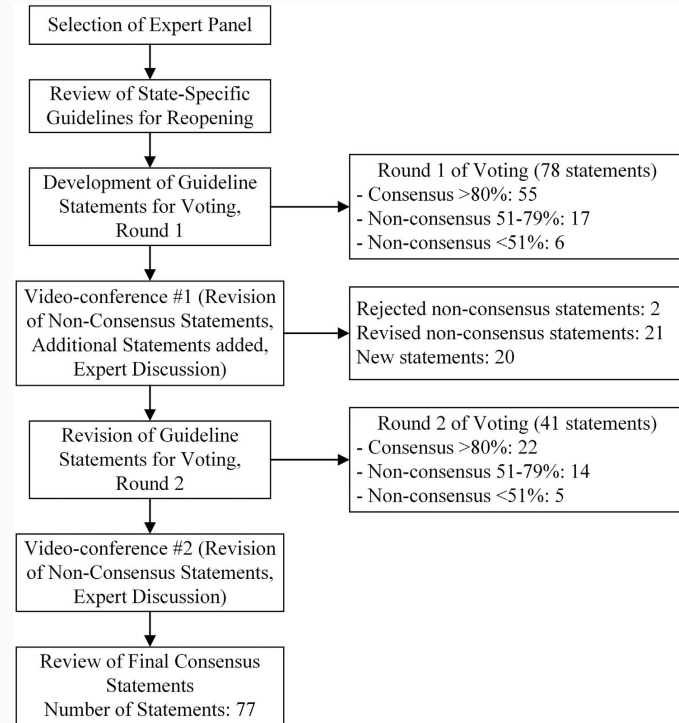 Selection of Expert Panel
Review of State-Specific
Guidelines for Reopening
Development of Guideline
Statements for Voting,
Round 1
Round 1 of Voting (78 statements)
- Consensus >80%: 55
- Non-consensus 51-79%: 17
- Non-consensus <51%: 6
Video-conference #1 (Revision
of Non-Consensus Statements,
Additional Statements added,
Expert Discussion)
Rejected non-consensus statements: 2
Revised non-consensus statements: 21
New statements: 20
Revision of Guideline
Statements for Voting,
Round 2
Round 2 of Voting (41 statements)
- Consensus >80%: 22
- Non-consensus 51-79%: 14
- Non-consensus <51%: 5
Video-conference #2 (Revision
of Non-Consensus Statements,
Expert Discussion)
Review of Final Consensus
Statements
Number of Statements: 77